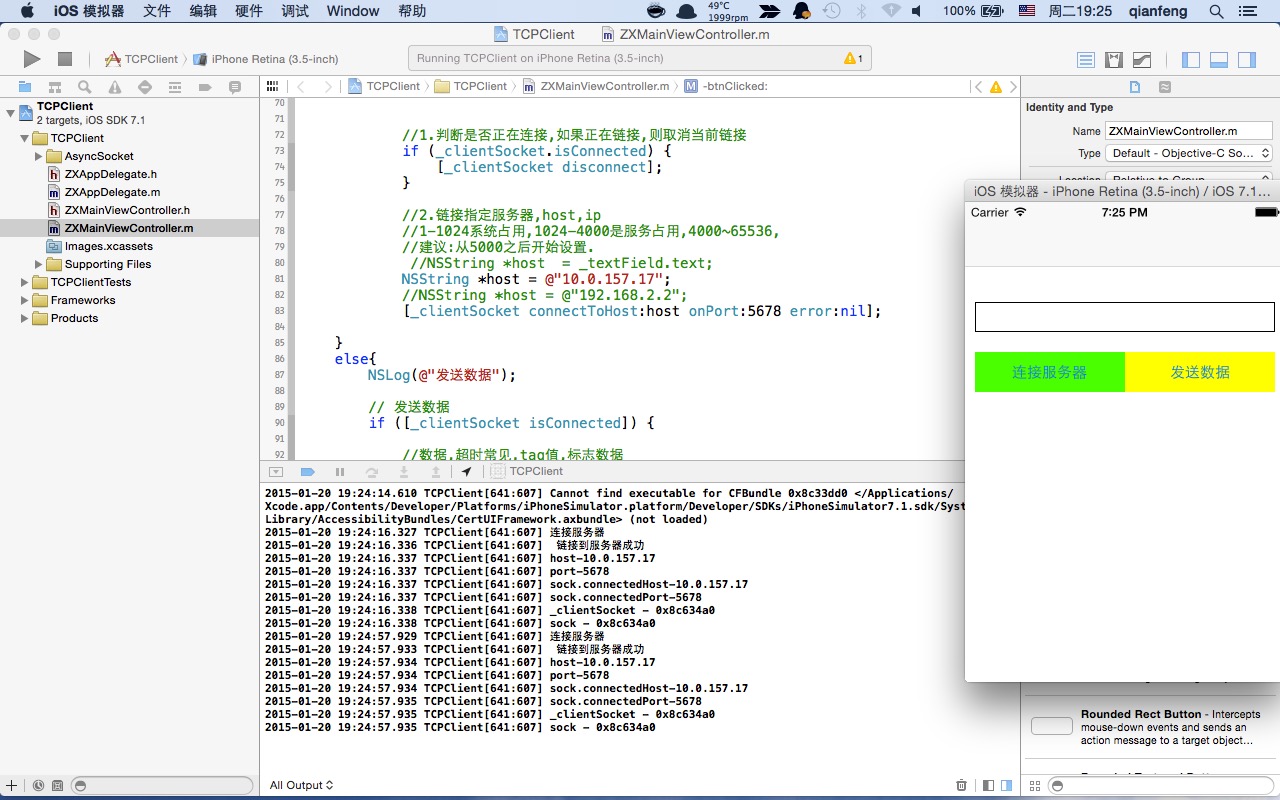 iOS 模拟器 文件 编辑 硬件 调试 Window 帮助 49°C 1999rpm 100% 周二19:25 qianfeng
TCPClient ZXMainViewController.m
TCPClient iPhone Retina (3.5-inch) Running TCPClient on iPhone Retina (3.5-inch) 1
TCPClient
2 targets, iOS SDK 7.1
TCPClient
AsyncSocket
ZXAppDelegate.h
ZXAppDelegate.m
ZXMainViewController.h
ZXMainViewController.m
Images.xcassets
Supporting Files
TCPClientTests
Frameworks
Products
TCPClient TCPClient ZXMainViewController.m -btnClicked:
70
71
72 //1.判断是否正在连接,如果正在链接,则取消当前链接
73 if (_clientSocket.isConnected) {
74 [_clientSocket disconnect];
75 }
76
77 //2.链接指定服务器,host,ip
78 //1-1024系统占用,1024-4000是服务占用,4000~65536,
79 //建议:从5000之后开始设置.
80 //NSString *host  = _textField.text;
81 NSString *host = @"10.0.157.17";
82 //NSString *host = @"192.168.2.2";
83 [_clientSocket connectToHost:host onPort:5678 error:nil];
84
85 }
86 else{
87 NSLog(@"发送数据");
88
89 // 发送数据
90 if ([_clientSocket isConnected]) {
91
92 //数据,超时常见,tag值,标志数据
TCPClient
2015-01-20 19:24:14.610 TCPClient[641:607] Cannot find executable for CFBundle 0x8c33dd0 </Applications/
Xcode.app/Contents/Developer/Platforms/iPhoneSimulator.platform/Developer/SDKs/iPhoneSimulator7.1.sdk/Syst
Library/AccessibilityBundles/CertUIFramework.axbundle> (not loaded)
2015-01-20 19:24:16.327 TCPClient[641:607] 连接服务器
2015-01-20 19:24:16.336 TCPClient[641:607]  链接到服务器成功
2015-01-20 19:24:16.337 TCPClient[641:607] host-10.0.157.17
2015-01-20 19:24:16.337 TCPClient[641:607] port-5678
2015-01-20 19:24:16.337 TCPClient[641:607] sock.connectedHost-10.0.157.17
2015-01-20 19:24:16.337 TCPClient[641:607] sock.connectedPort-5678
2015-01-20 19:24:16.338 TCPClient[641:607] _clientSocket - 0x8c634a0
2015-01-20 19:24:16.338 TCPClient[641:607] sock - 0x8c634a0
2015-01-20 19:24:57.929 TCPClient[641:607] 连接服务器
2015-01-20 19:24:57.933 TCPClient[641:607]  链接到服务器成功
2015-01-20 19:24:57.934 TCPClient[641:607] host-10.0.157.17
2015-01-20 19:24:57.934 TCPClient[641:607] port-5678
2015-01-20 19:24:57.934 TCPClient[641:607] sock.connectedHost-10.0.157.17
2015-01-20 19:24:57.935 TCPClient[641:607] sock.connectedPort-5678
2015-01-20 19:24:57.935 TCPClient[641:607] _clientSocket - 0x8c634a0
2015-01-20 19:24:57.935 TCPClient[641:607] sock - 0x8c634a0
All Output
Identity and Type
Name ZXMainViewController.m
Type Default - Objective-C So...
Location Relative to Group
iOS 模拟器 - iPhone Retina (3.5-inch) / iOS 7.1...
Carrier 7:25 PM
连接服务器 发送数据
Rounded Rect Button - Intercepts
mouse-down events and sends an
action message to a target object...